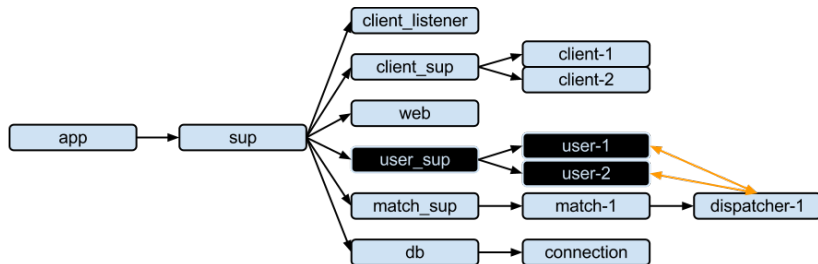 client_listener
client_sup
client-1
client-2
web
app
sup
user_sup
user-1
user-2
match_sup
match-1
dispatcher-1
db
connection